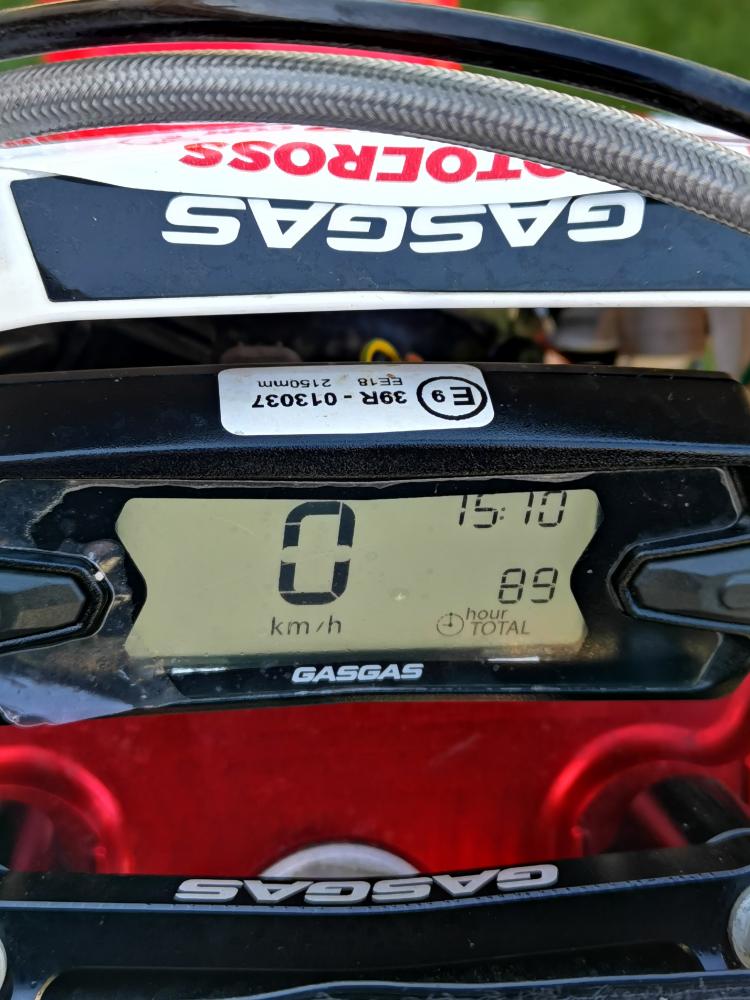 OTOCROSS
GASGAS
E9
39R - 013037
EE18
2150mm
15:10
0
km/h
89
hour
TOTAL
GASGAS
GASGAS